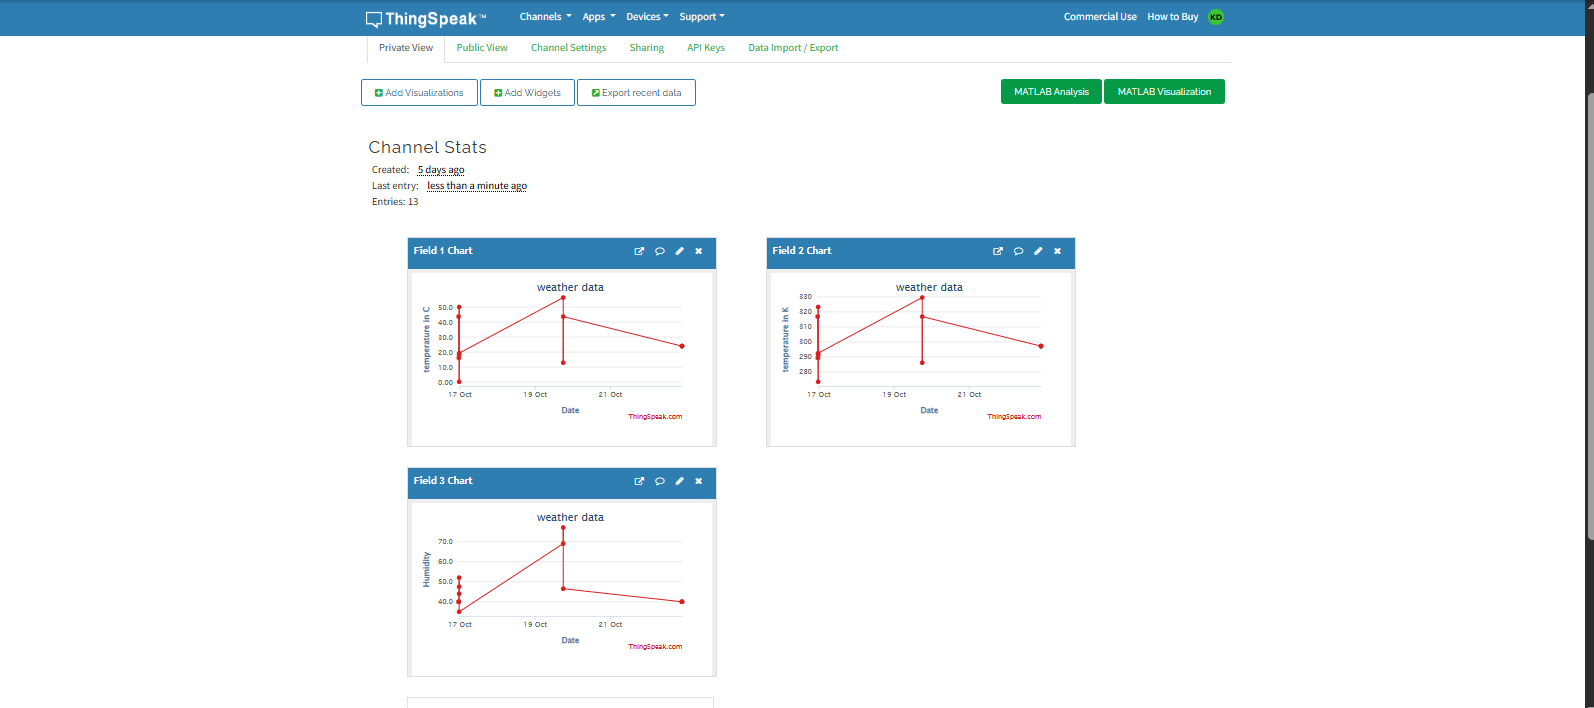 ThingSpeak™ Channels Apps Devices Support Commercial Use How to Buy KD
Private View Public View Channel Settings Sharing API Keys Data Import / Export
Add Visualizations Add Widgets Export recent data MATLAB Analysis MATLAB Visualization
Channel Stats
Created: 5 days ago
Last entry: less than a minute ago
Entries: 13
Field 1 Chart
weather data
temperature in C
50.0
40.0
30.0
20.0
10.0
0.00
17 Oct 19 Oct 21 Oct
Date
ThingSpeak.com
Field 2 Chart
weather data
temperature in K
330
320
310
300
290
280
17 Oct 19 Oct 21 Oct
Date
ThingSpeak.com
Field 3 Chart
weather data
Humidity
70.0
60.0
50.0
40.0
17 Oct 19 Oct 21 Oct
Date
ThingSpeak.com